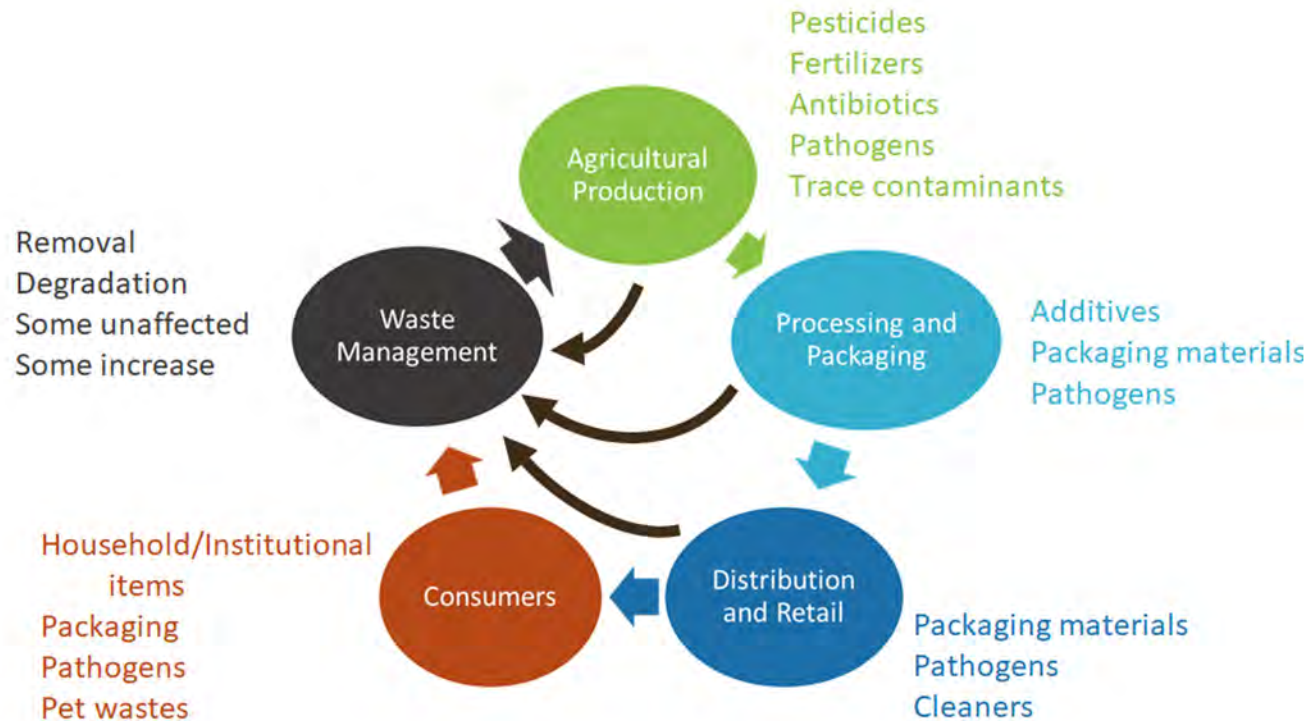 Pesticides
Fertilizers
Antibiotics
Pathogens
Trace contaminants
Agricultural
Production
Removal
Degradation
Some unaffected
Some increase
Waste
Management
Processing and
Packaging
Additives
Packaging materials
Pathogens
Household/Institutional
items
Packaging
Pathogens
Pet wastes
Consumers
Distribution
and Retail
Packaging materials
Pathogens
Cleaners